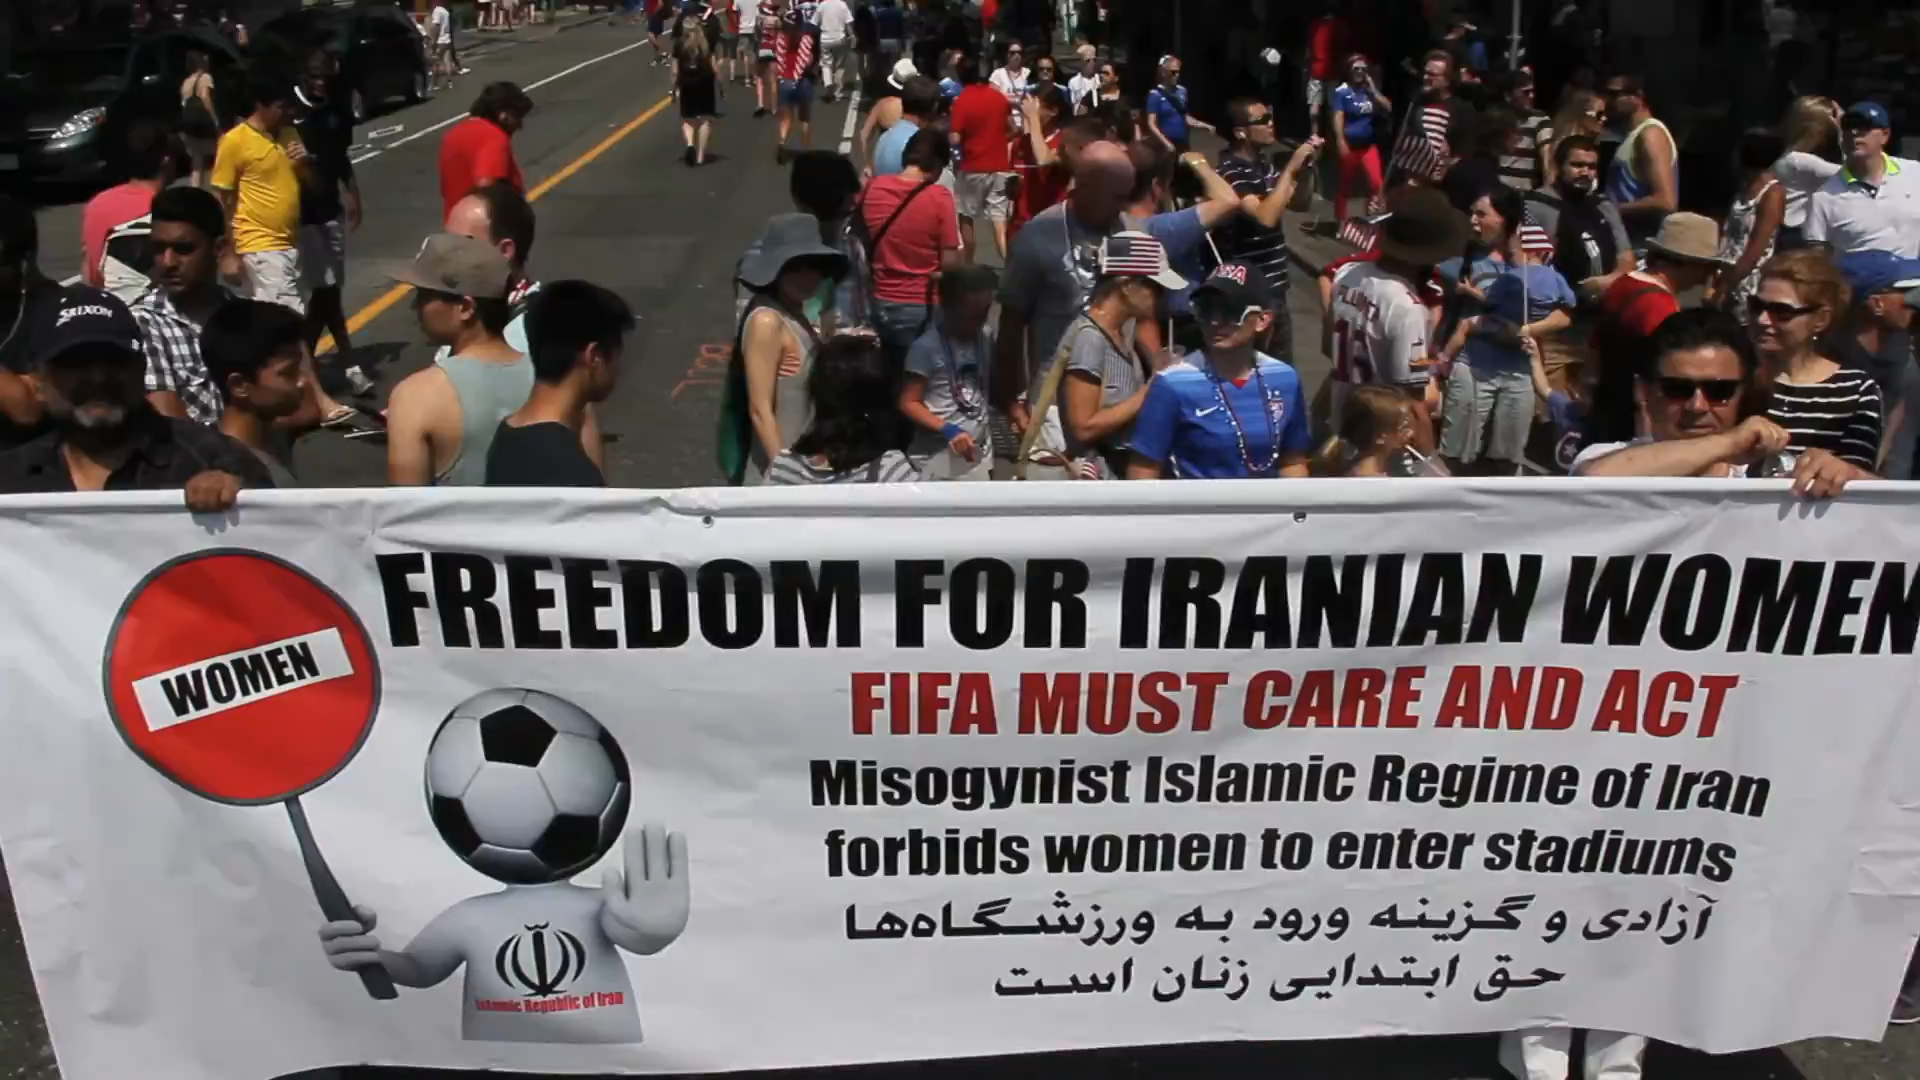 SRIXON
USA
WOMEN
FREEDOM FOR IRANIAN WOMEN
FIFA MUST CARE AND ACT
Misogynist Islamic Regime of Iran
forbids women to enter stadiums
آزادی و گزینه ورود به ورزشگاه‌ها
حق ابتدایی زنان است
Islamic Republic of Iran